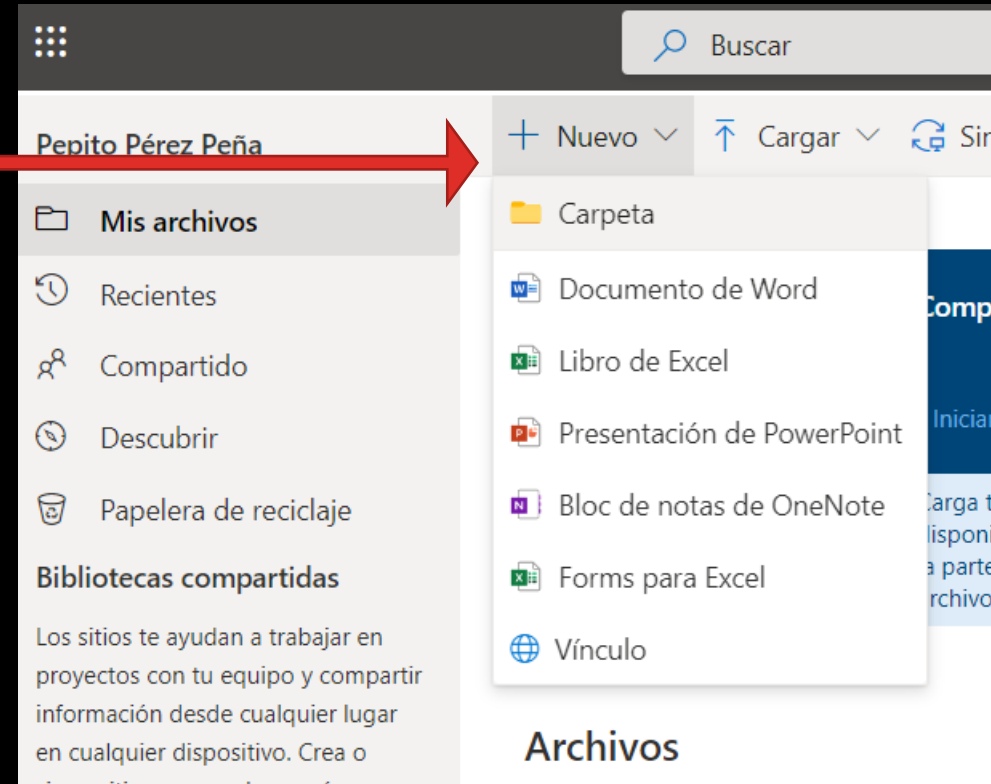 Buscar
Pepito Pérez Peña
Nuevo
Cargar
Mis archivos
Recientes
Compartido
Descubrir
Papelera de reciclaje
Bibliotecas compartidas
Los sitios te ayudan a trabajar en
proyectos con tu equipo y compartir
información desde cualquier lugar
en cualquier dispositivo. Crea o
Carpeta
Documento de Word
Libro de Excel
Presentación de PowerPoint
Bloc de notas de OneNote
Forms para Excel
Vínculo
Iniciar
Archivos